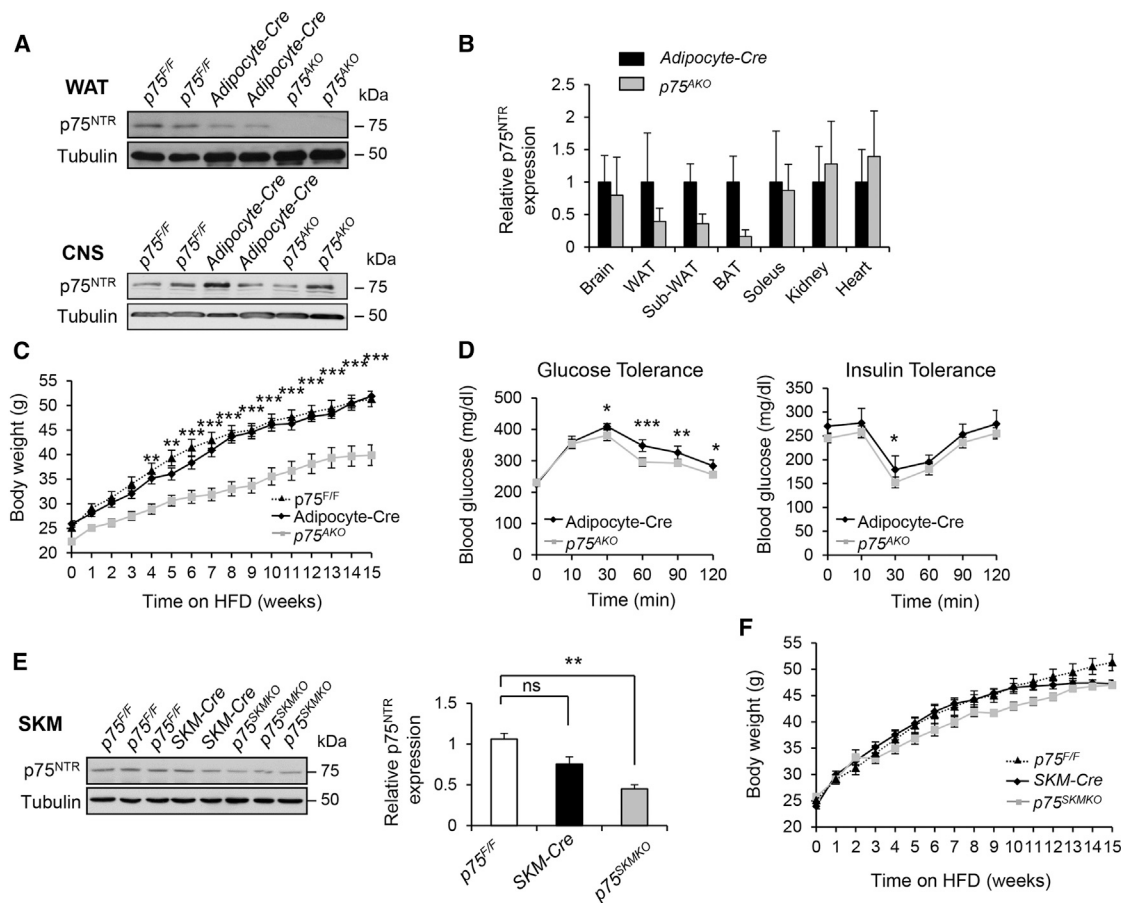 A
WAT
p75F/F p75F/F Adipocyte-Cre Adipocyte-Cre p75AKO p75AKO
kDa
p75NTR – 75
Tubulin – 50
CNS
p75F/F p75F/F Adipocyte-Cre Adipocyte-Cre p75AKO p75AKO
kDa
p75NTR – 75
Tubulin – 50
B
Adipocyte-Cre
p75AKO
Relative p75NTR
expression
2.5
2
1.5
1
0.5
0
Brain WAT Sub-WAT BAT Soleus Kidney Heart
C
Body weight (g)
55
50
45
40
35
30
25
20
** ** *** *** *** *** *** *** *** *** *** ***
p75F/F
Adipocyte-Cre
p75AKO
0 1 2 3 4 5 6 7 8 9 10 11 12 13 14 15
Time on HFD (weeks)
D
Glucose Tolerance
Blood glucose (mg/dl)
500
400
300
200
100
0
* *** ** *
Adipocyte-Cre
p75AKO
0 10 30 60 90 120
Time (min)
Insulin Tolerance
Blood glucose (mg/dl)
350
300
250
200
150
100
50
0
*
Adipocyte-Cre
p75AKO
0 10 30 60 90 120
Time (min)
E
SKM
p75F/F p75F/F p75F/F SKM-Cre SKM-Cre p75SKMKO p75SKMKO p75SKMKO
kDa
p75NTR – 75
Tubulin – 50
Relative p75NTR
expression
1.5
1
0.5
0
**
ns
p75F/F SKM-Cre p75SKMKO
F
Body weight (g)
55
50
45
40
35
30
25
20
p75F/F
SKM-Cre
p75SKMKO
0 1 2 3 4 5 6 7 8 9 10 11 12 13 14 15
Time on HFD (weeks)